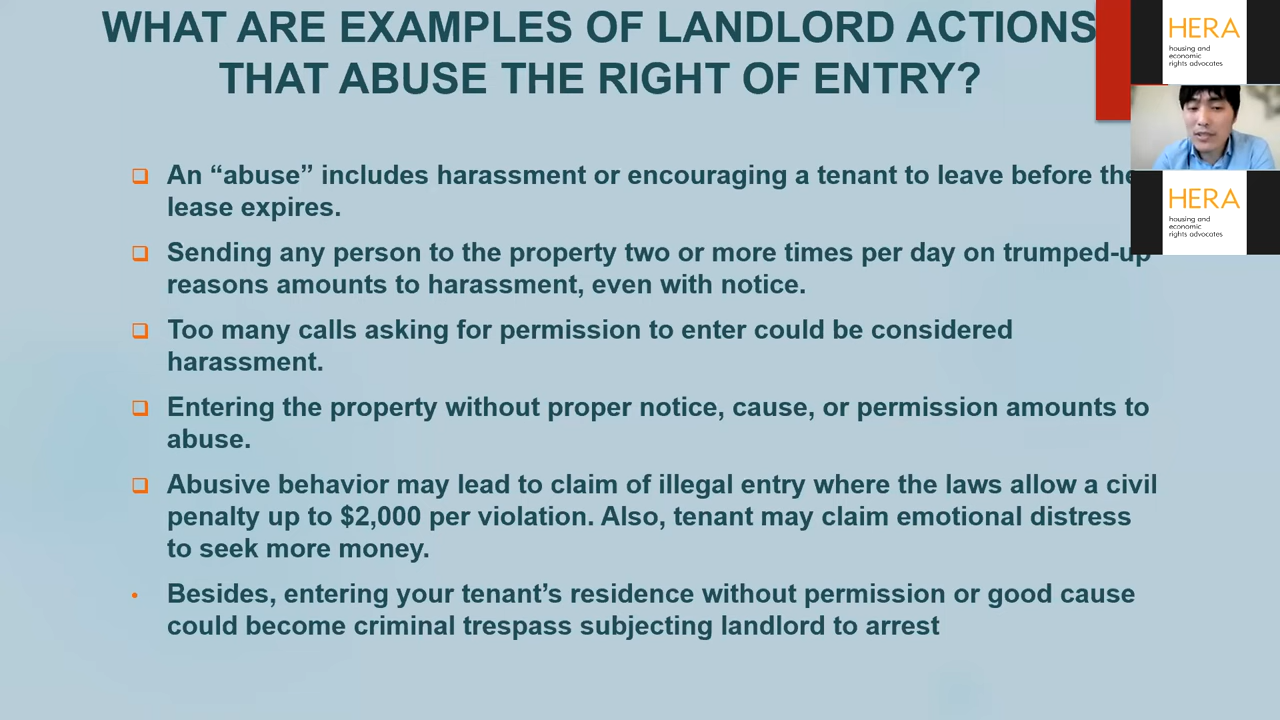 WHAT ARE EXAMPLES OF LANDLORD ACTIONS
THAT ABUSE THE RIGHT OF ENTRY?
An “abuse” includes harassment or encouraging a tenant to leave before the
lease expires.
Sending any person to the property two or more times per day on trumped-up
reasons amounts to harassment, even with notice.
Too many calls asking for permission to enter could be considered
harassment.
Entering the property without proper notice, cause, or permission amounts to
abuse.
Abusive behavior may lead to claim of illegal entry where the laws allow a civil
penalty up to $2,000 per violation. Also, tenant may claim emotional distress
to seek more money.
Besides, entering your tenant’s residence without permission or good cause
could become criminal trespass subjecting landlord to arrest
HERA
housing and
economic
rights advocates
HERA
housing and
economic
rights advocates